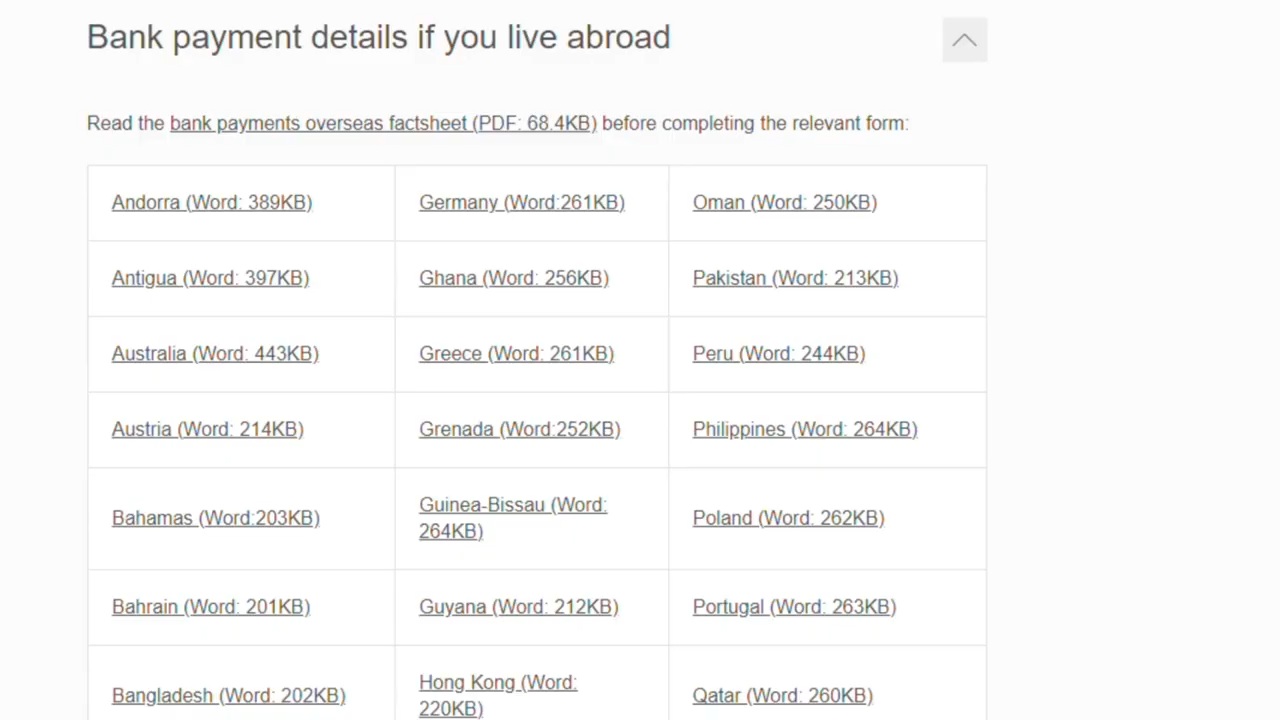 Bank payment details if you live abroad
Read the bank payments overseas factsheet (PDF: 68.4KB) before completing the relevant form:
Andorra (Word: 389KB) Germany (Word:261KB) Oman (Word: 250KB)
Antigua (Word: 397KB) Ghana (Word: 256KB) Pakistan (Word: 213KB)
Australia (Word: 443KB) Greece (Word: 261KB) Peru (Word: 244KB)
Austria (Word: 214KB) Grenada (Word:252KB) Philippines (Word: 264KB)
Bahamas (Word:203KB) Guinea-Bissau (Word:
264KB) Poland (Word: 262KB)
Bahrain (Word: 201KB) Guyana (Word: 212KB) Portugal (Word: 263KB)
Bangladesh (Word: 202KB) Hong Kong (Word:
220KB) Qatar (Word: 260KB)